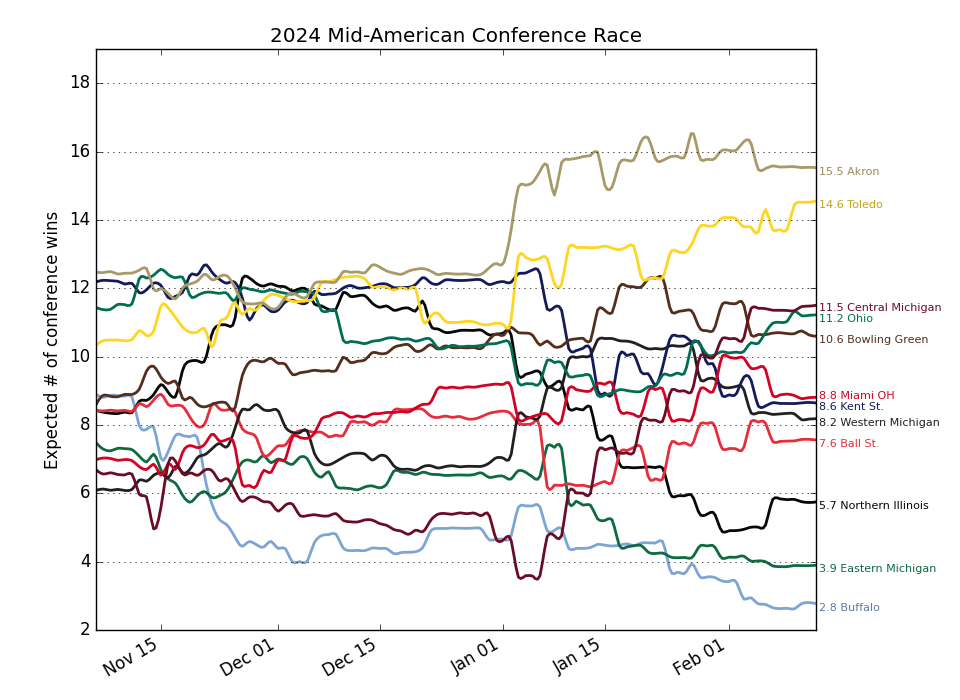 2024 Mid-American Conference Race
Expected # of conference wins
18
16
14
12
10
8
6
4
2
15.5 Akron
14.6 Toledo
11.5 Central Michigan
11.2 Ohio
10.6 Bowling Green
8.8 Miami OH
8.6 Kent St.
8.2 Western Michigan
7.6 Ball St.
5.7 Northern Illinois
3.9 Eastern Michigan
2.8 Buffalo
Nov 15
Dec 01
Dec 15
Jan 01
Jan 15
Feb 01